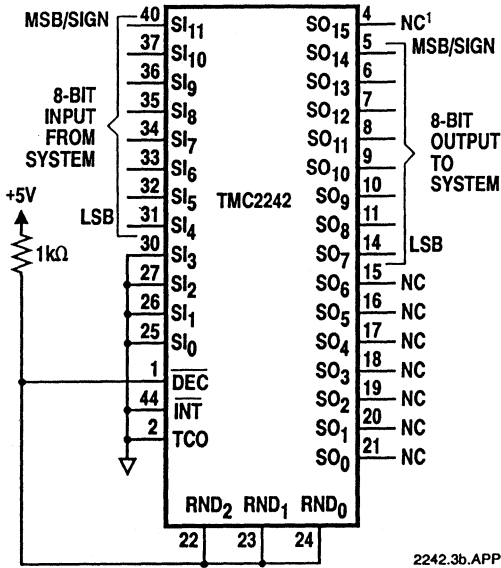 MSB/SIGN 40 SI11 SO15 4 NC1
37 SI10 SO14 5 MSB/SIGN
36 SI9 SO13 6
8-BIT INPUT FROM SYSTEM
35 SI8 SO12 7
34 SI7 SO11 8
8-BIT OUTPUT TO SYSTEM
33 SI6 SO10 9
32 SI5 TMC2242 SO9 10
+5V
LSB 31 SI4 SO8 11
1kΩ
30 SI3 SO7 14 LSB
27 SI2 SO6 15 NC
26 SI1 SO5 16 NC
25 SI0 SO4 17 NC
1 DEC SO3 18 NC
44 INT SO2 19 NC
2 TCO SO1 20 NC
SO0 21 NC
RND2 RND1 RND0
22 23 24
2242.3b.APP